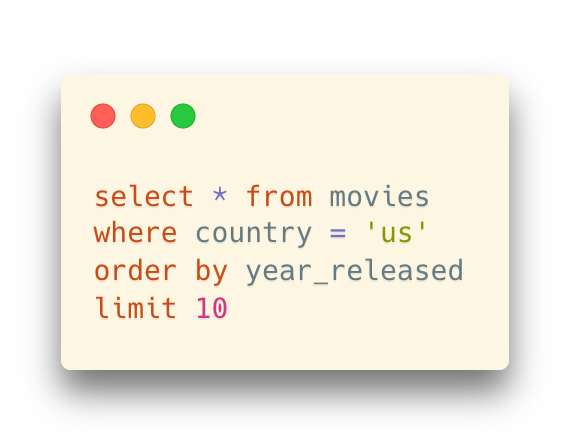 select * from movies
where country = 'us'
order by year_released
limit 10